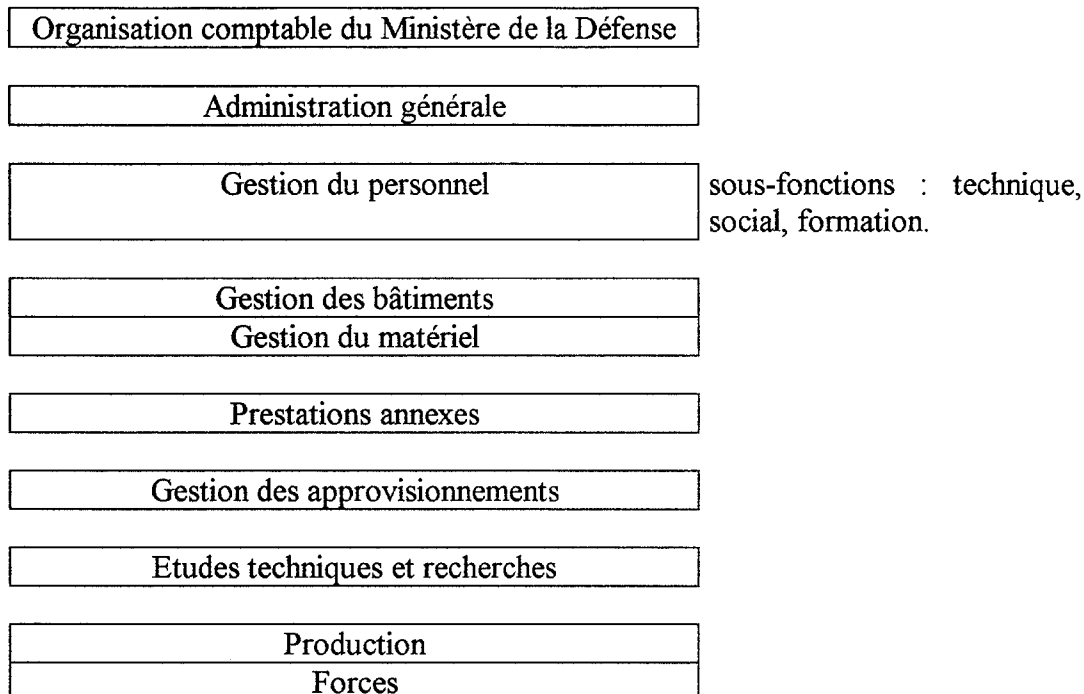 Organisation comptable du Ministère de la Défense
Administration générale
Gestion du personnel
sous-fonctions : technique,
social, formation.
Gestion des bâtiments
Gestion du matériel
Prestations annexes
Gestion des approvisionnements
Etudes techniques et recherches
Production
Forces